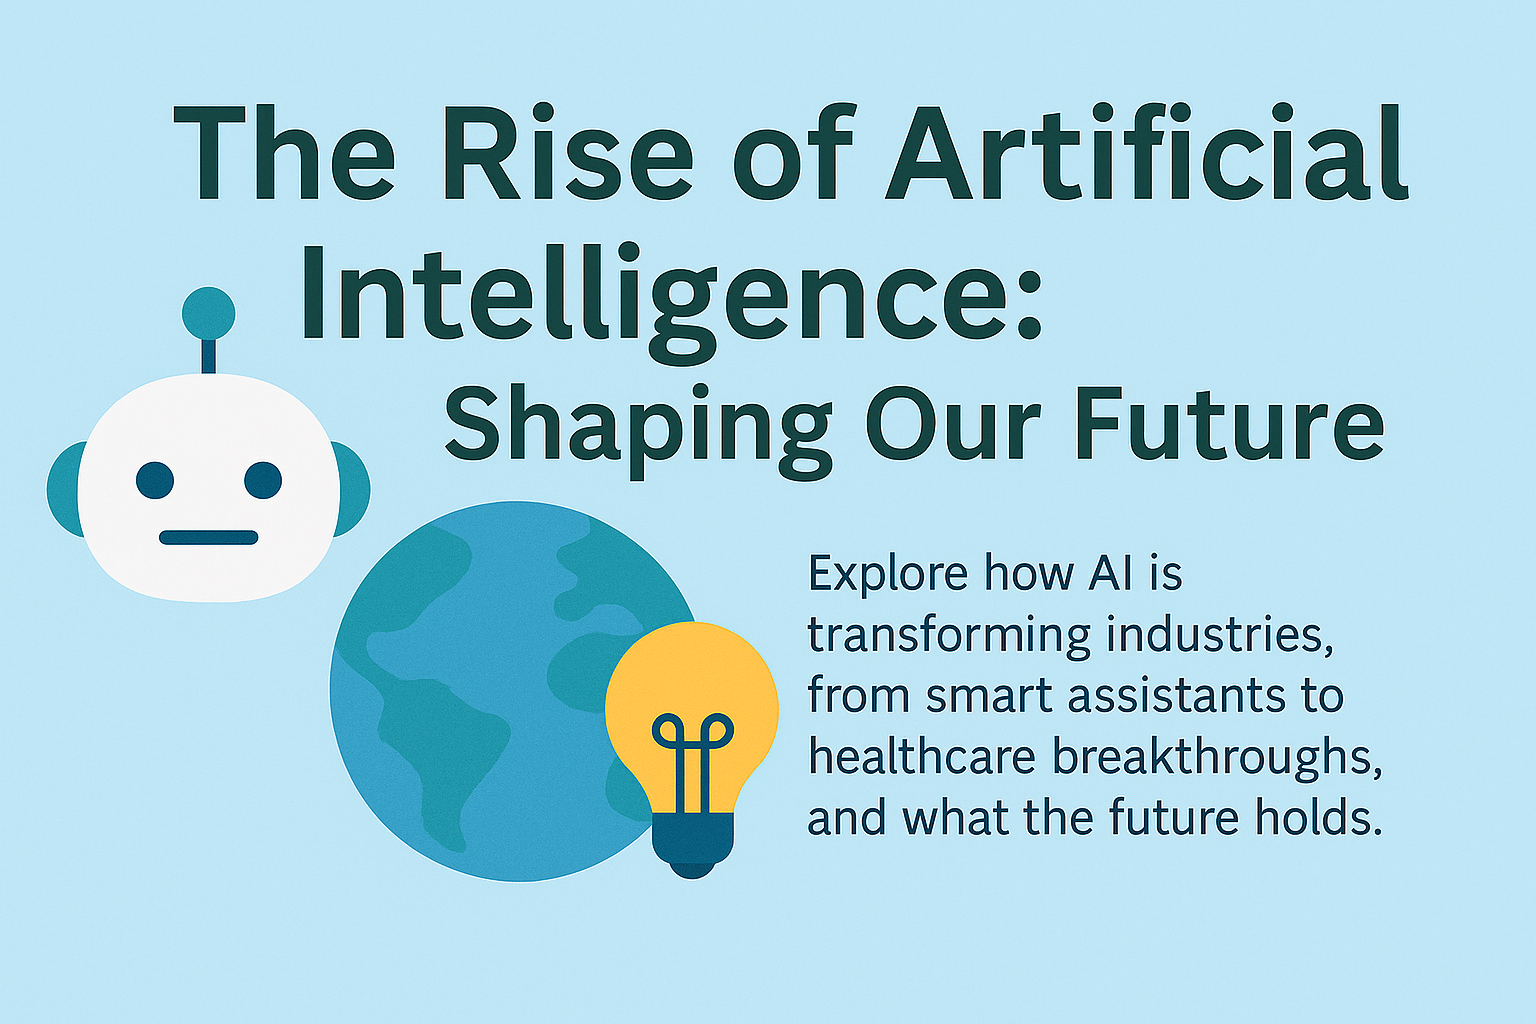 The Rise of Artificial
Intelligence:
Shaping Our Future
Explore how AI is
transforming industries,
from smart assistants to
healthcare breakthroughs,
and what the future holds.